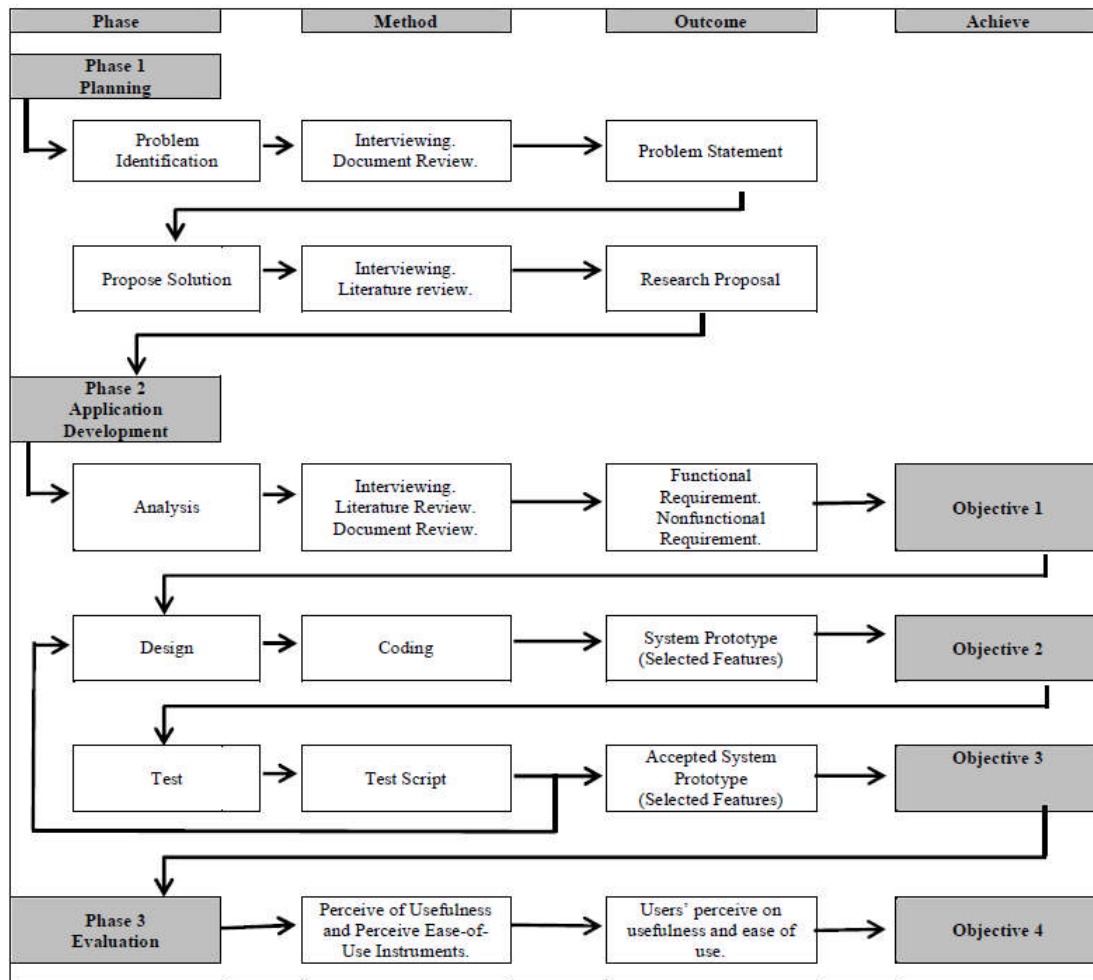 Phase
Method
Outcome
Achieve
Phase 1
Planning
Problem
Identification
Interviewing.
Document Review.
Problem Statement
Propose Solution
Interviewing.
Literature review.
Research Proposal
Phase 2
Application
Development
Analysis
Interviewing.
Literature Review.
Document Review.
Functional
Requirement.
Nonfunctional
Requirement.
Objective 1
Design
Coding
System Prototype
(Selected Features)
Objective 2
Test
Test Script
Accepted System
Prototype
(Selected Features)
Objective 3
Phase 3
Evaluation
Perceive of Usefulness
and Perceive Ease-of-
Use Instruments.
Users’ perceive on
usefulness and ease of
use.
Objective 4